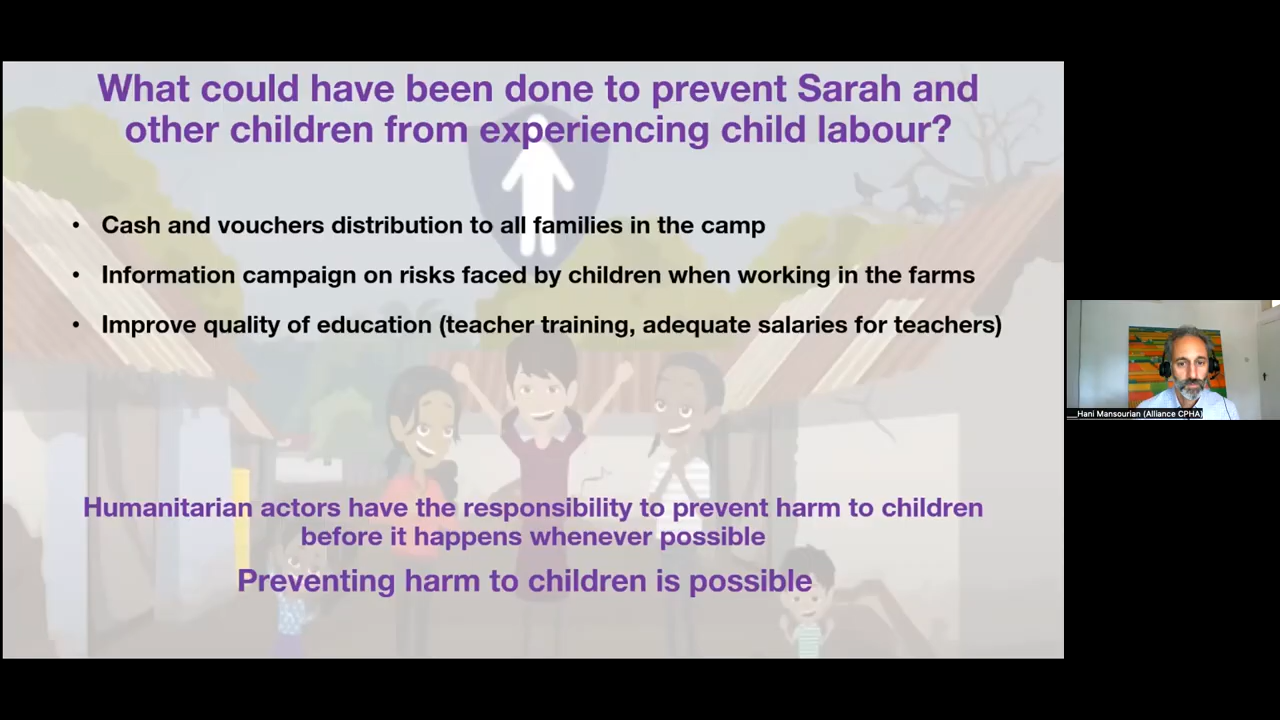 What could have been done to prevent Sarah and
other children from experiencing child labour?
• Cash and vouchers distribution to all families in the camp
• Information campaign on risks faced by children when working in the farms
• Improve quality of education (teacher training, adequate salaries for teachers)
Humanitarian actors have the responsibility to prevent harm to children
before it happens whenever possible
Preventing harm to children is possible
__Hani Mansourian (Alliance CPHA)